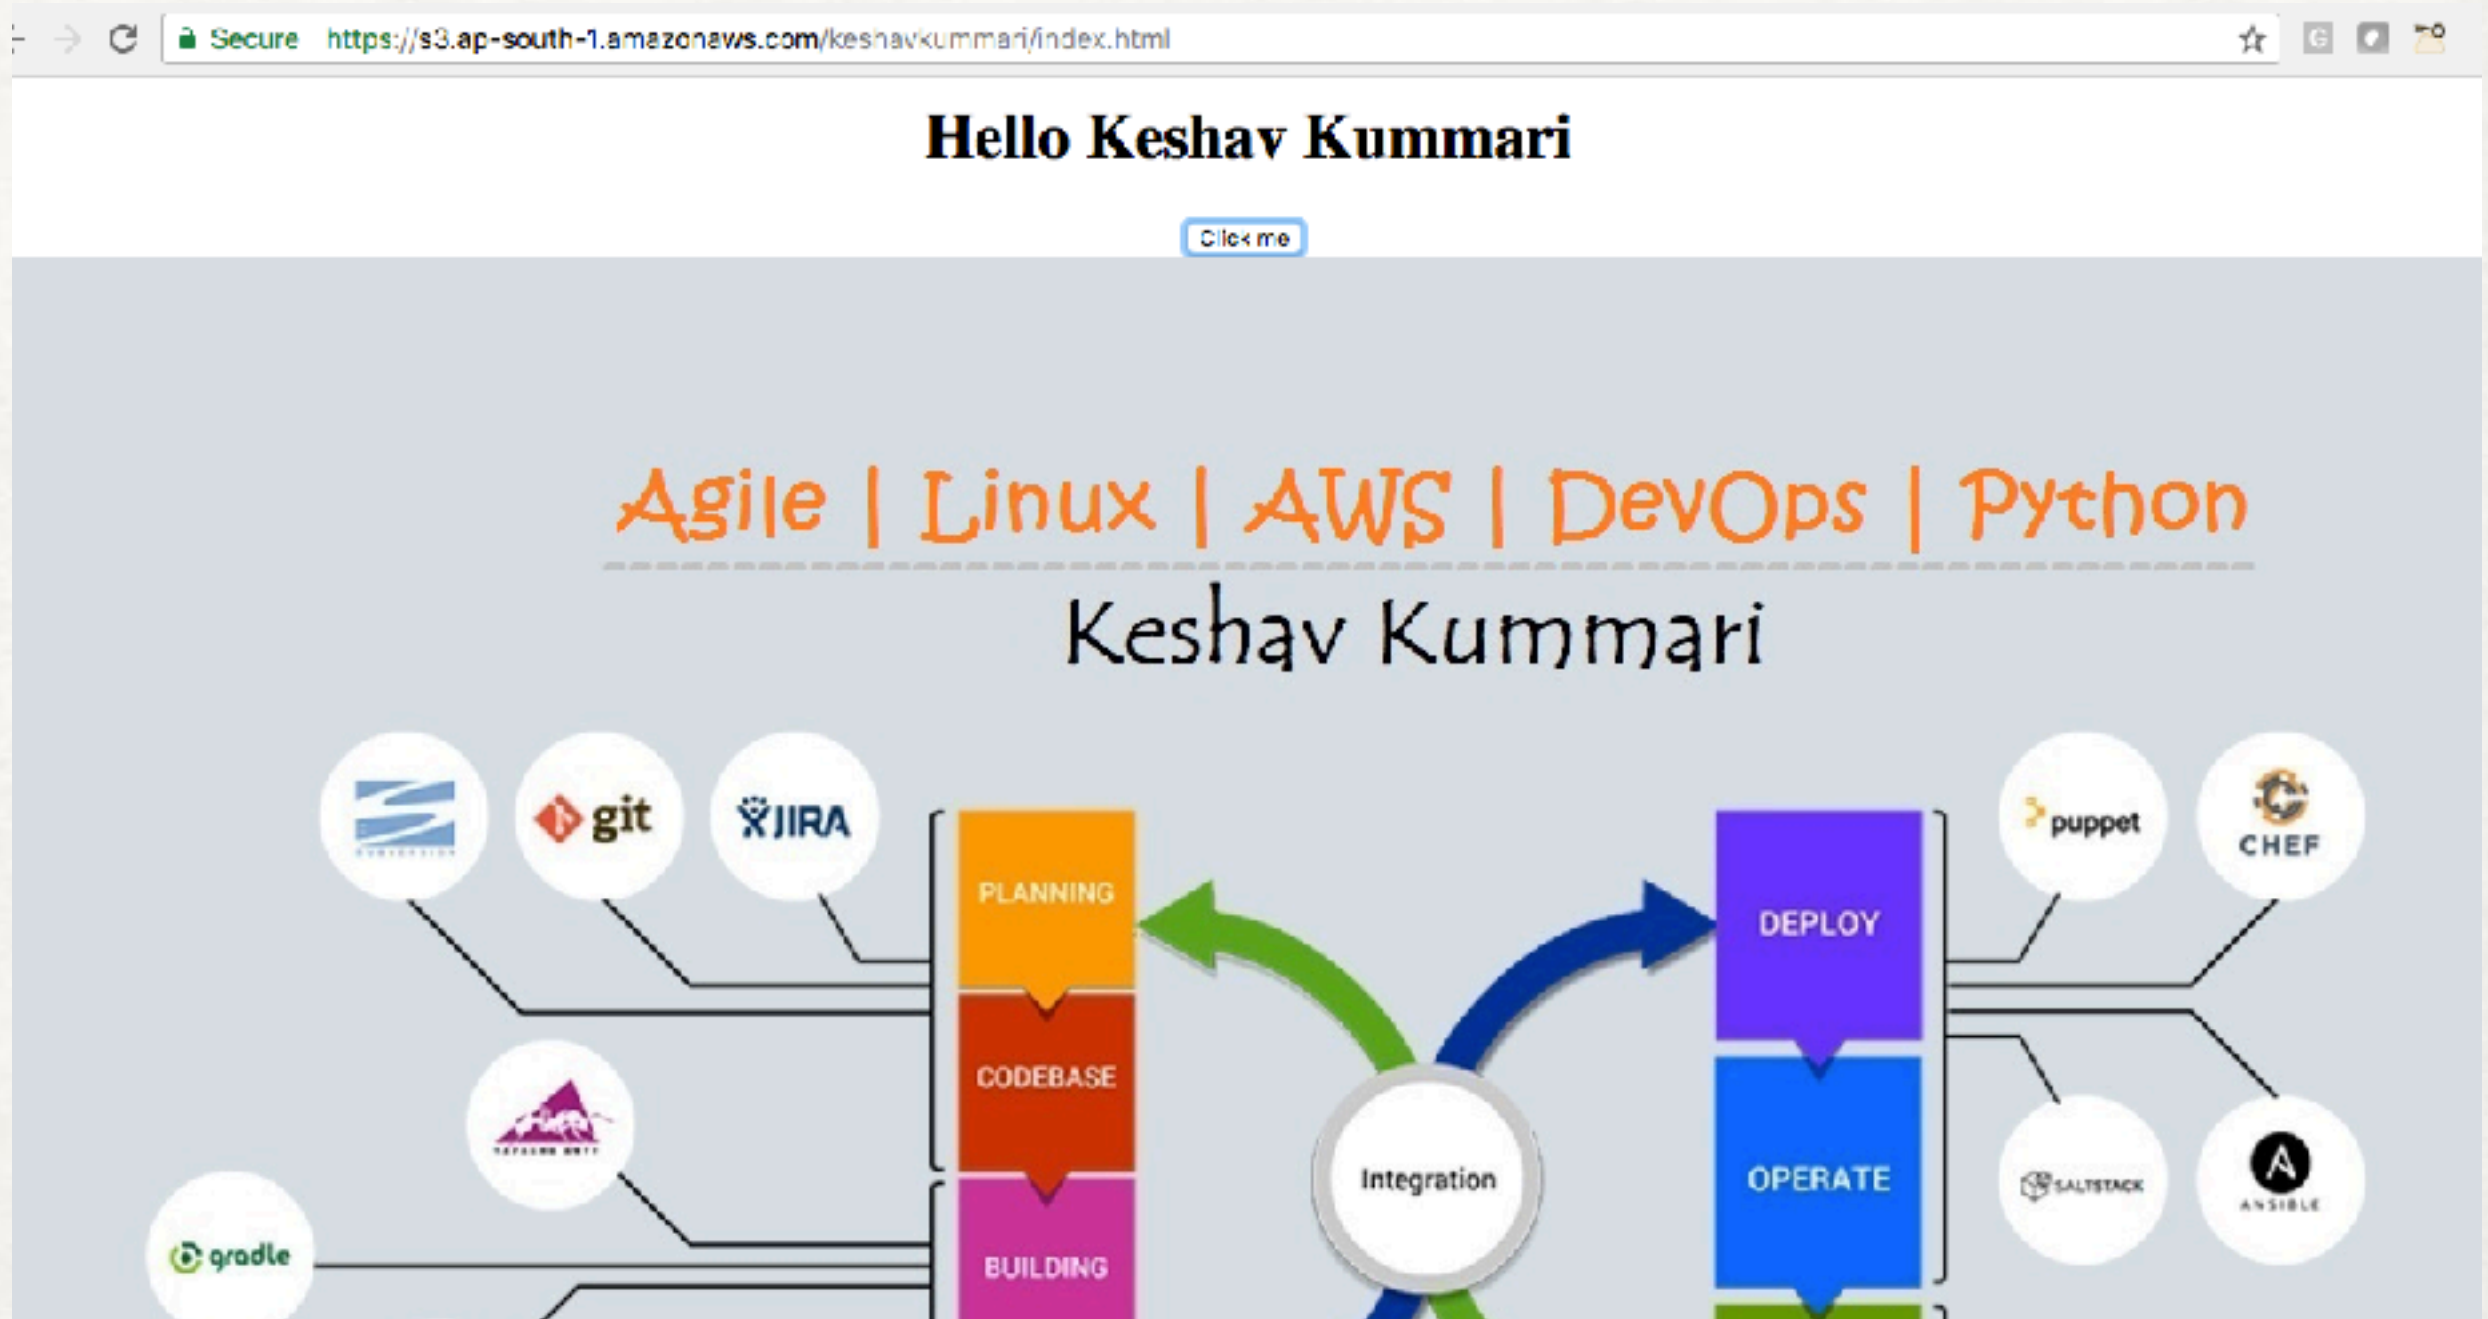 Secure https://s3.ap-south-1.amazonaws.com/keshavkummari/index.html
Hello Keshav Kummari
Click me
Agile | Linux | AWS | DevOps | Python
Keshav Kummari
git
JIRA
puppet
CHEF
PLANNING
DEPLOY
CODEBASE
Integration
OPERATE
SALTSTACK
ANSIBLE
gradle
BUILDING